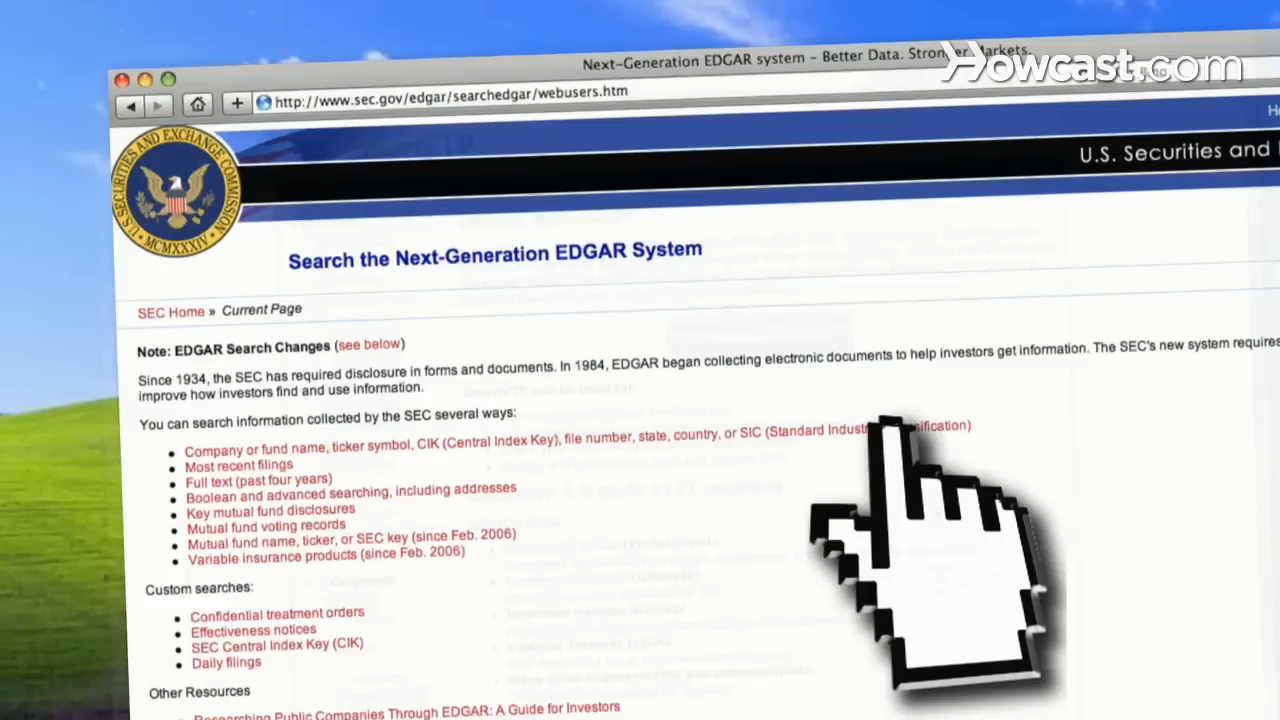 Howcast.com
Next-Generation EDGAR system - Better Data. Stronger Markets.
http://www.sec.gov/edgar/searchedgar/webusers.htm
U.S. SECURITIES AND EXCHANGE COMMISSION
MCMXXXIV
U.S. Securities and
Search the Next-Generation EDGAR System
SEC Home » Current Page
Note: EDGAR Search Changes (see below)
Since 1934, the SEC has required disclosure in forms and documents. In 1984, EDGAR began collecting electronic documents to help investors get information. The SEC's new system requires
improve how investors find and use information.
You can search information collected by the SEC several ways:
• Company or fund name, ticker symbol, CIK (Central Index Key), file number, state, country, or SIC (Standard
• Most recent filings
• Full text (past four years)
• Boolean and advanced searching, including addresses
• Key mutual fund disclosures
• Mutual fund voting records
• Mutual fund name, ticker, or SEC key (since Feb. 2006)
• Variable insurance products (since Feb. 2006)
Custom searches:
• Confidential treatment orders
• Effectiveness notices
• SEC Central Index Key (CIK)
• Daily filings
Other Resources
Researching Public Companies Through EDGAR: A Guide for Investors